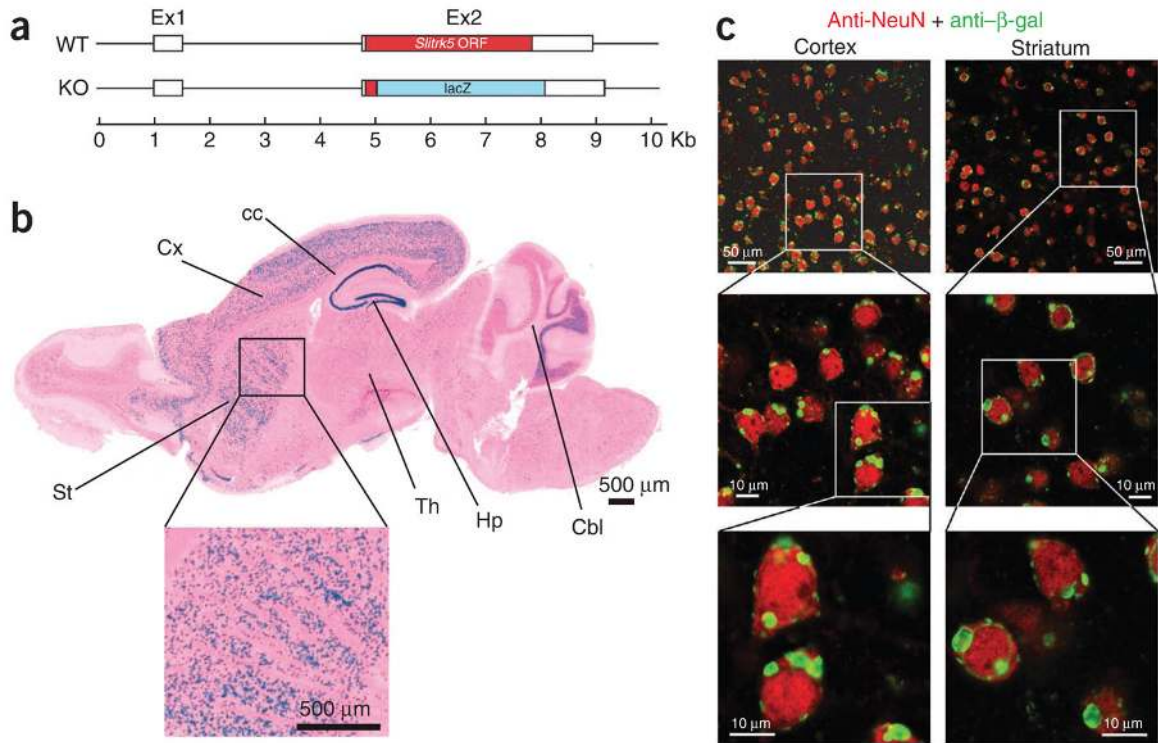 a
Ex1 Ex2
WT Slitrk5 ORF
KO lacZ
0 1 2 3 4 5 6 7 8 9 10 Kb
b
cc
Cx
St
Th
Hp
Cbl
500 μm
500 μm
c
Anti-NeuN + anti–β-gal
Cortex Striatum
50 μm 50 μm
10 μm 10 μm
10 μm 10 μm